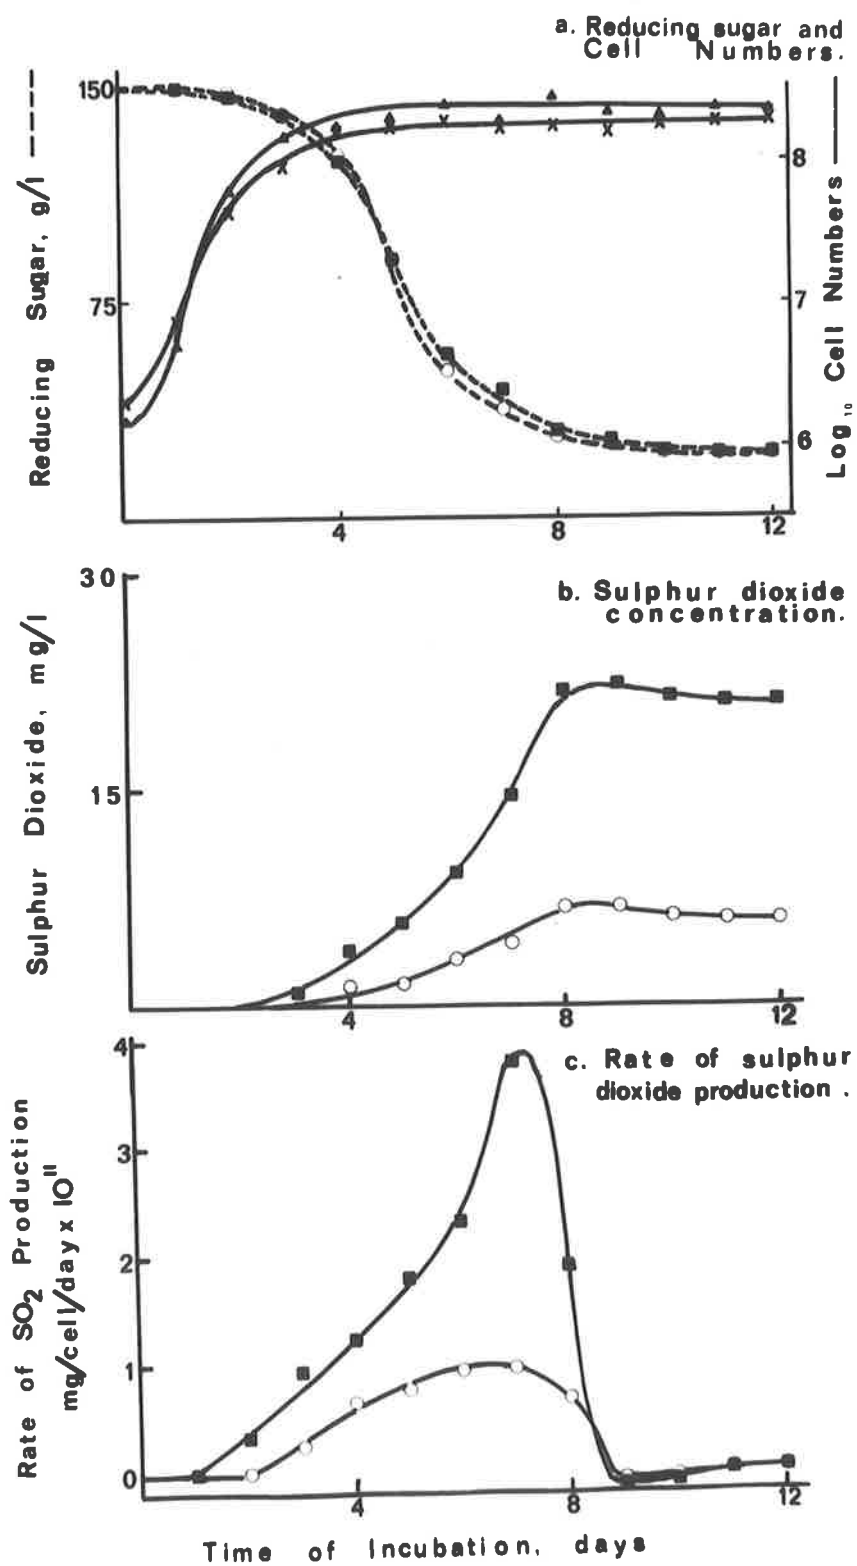 a. Reducing sugar and
Cell Numbers.
Reducing Sugar, g/l
150
75
Log10 Cell Numbers
8
7
6
4 8 12
b. Sulphur dioxide
concentration.
Sulphur Dioxide, mg/l
30
15
4 8 12
c. Rate of sulphur
dioxide production .
Rate of SO2 Production
mg/cell/day x 10^11
4
3
2
1
0
4 8 12
Time of Incubation, days